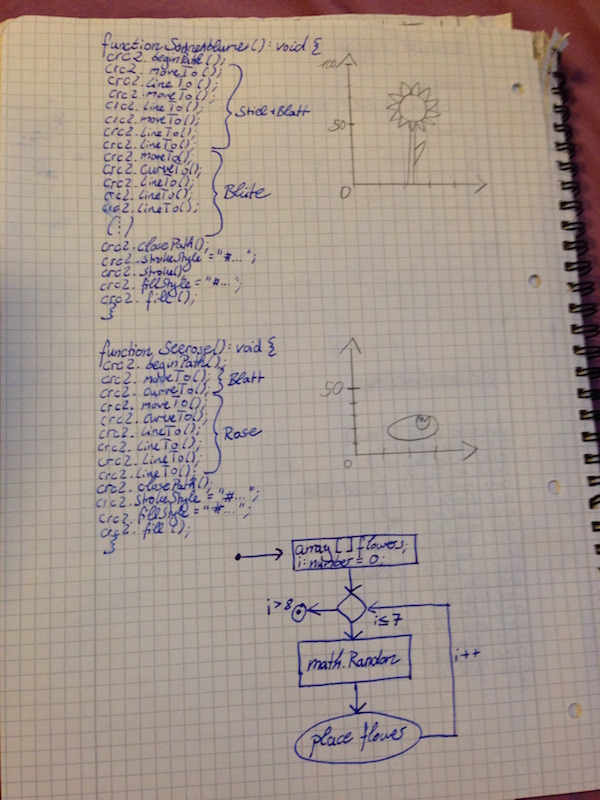 function Sonnenblume(): void {
crc2. beginPath();
crc2. moveTo();
crc2. lineTo();
crc2. moveTo();
crc2. lineTo();
crc2. moveTo();
crc2. lineTo();
crc2. lineTo();
Stiel+Blatt
crc2. moveTo();
crc2. curveTo();
crc2. lineTo();
crc2. lineTo();
crc2. lineTo();
(:)
Blüte
crc2. closePath();
crc2. strokeStyle = "#...";
crc2. stroke()
crc2. fillStyle = "#...";
crc2. fill();
}
100
50
0
function Seerose(): void {
crc2. beginPath();
crc2. moveTo();
crc2. curveTo();
Blatt
crc2. moveTo();
crc2. curveTo();
crc2. lineTo();
crc2. lineTo();
crc2. lineTo();
crc2. lineTo();
Rose
crc2. closePath();
crc2. strokeStyle = "#...";
crc2. fillStyle = "#...";
crc2. fill();
}
50
0
array [ ] flowers;
i: number = 0;
i>8
i≤7
math.Random
i++
place flower